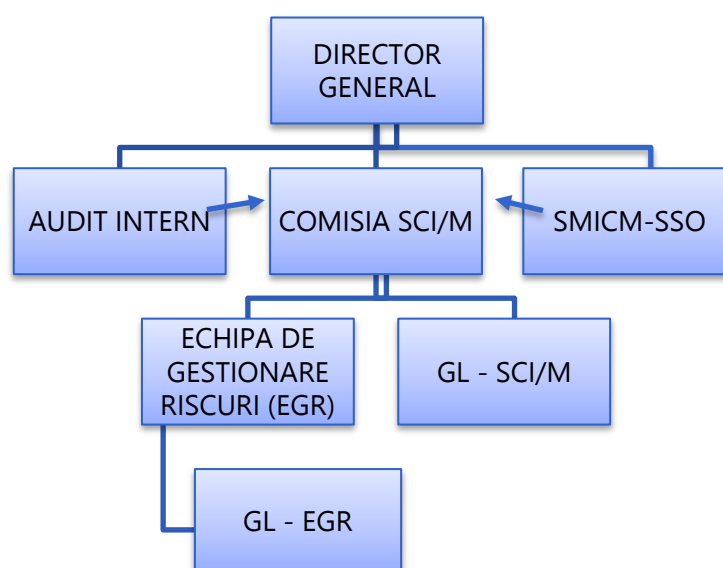 DIRECTOR
GENERAL
AUDIT INTERN
COMISIA SCI/M
SMICM-SSO
ECHIPA DE
GESTIONARE
RISCURI (EGR)
GL - SCI/M
GL - EGR